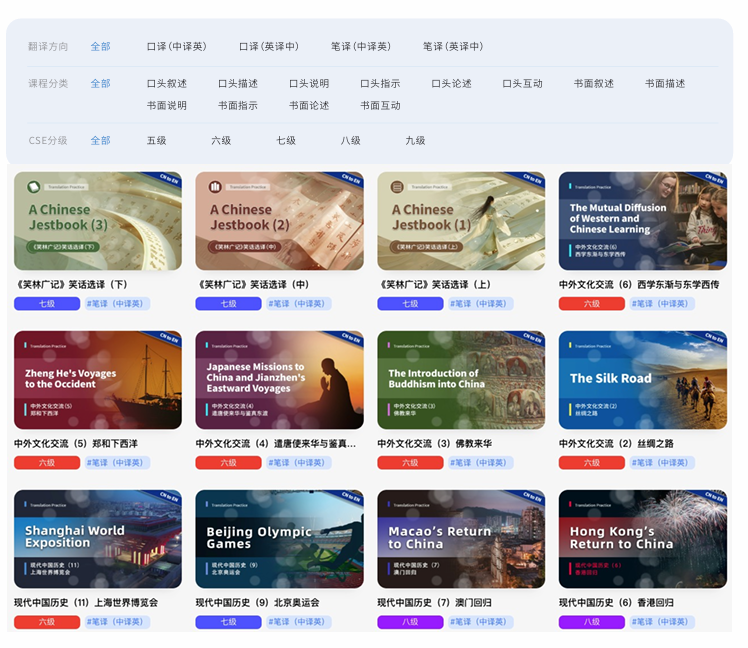 翻译方向 全部 口译(中译英) 口译(英译中) 笔译(中译英) 笔译(英译中)
课程分类 全部 口头叙述 口头描述 口头说明 口头指示 口头论述 口头互动 书面叙述 书面描述
书面说明 书面指示 书面论述 书面互动
CSE分级 全部 五级 六级 七级 八级 九级
CN to EN
Translation Practice
A Chinese
Jestbook (3)
《笑林广记》笑话选译(下)
《笑林广记》笑话选译（下）
七级 #笔译（中译英）
CN to EN
Translation Practice
A Chinese
Jestbook (2)
《笑林广记》笑话选译(中)
《笑林广记》笑话选译（中）
七级 #笔译（中译英）
CN to EN
Translation Practice
A Chinese
Jestbook (1)
《笑林广记》笑话选译(上)
《笑林广记》笑话选译（上）
七级 #笔译（中译英）
CN to EN
Translation Practice
The Mutual Diffusion
of Western and
Chinese Learning
中外文化交流(6)
西学东渐与东学西传
中外文化交流（6）西学东渐与东学西传
六级 #笔译（中译英）
CN to EN
Translation Practice
Zheng He's Voyages
to the Occident
中外文化交流(5)
郑和下西洋
中外文化交流（5）郑和下西洋
六级 #笔译（中译英）
CN to EN
Translation Practice
Japanese Missions to
China and Jianzhen's
Eastward Voyages
中外文化交流(4)
遣唐使来华与鉴真东渡
中外文化交流（4）遣唐使来华与鉴真...
六级 #笔译（中译英）
CN to EN
Translation Practice
The Introduction of
Buddhism into China
中外文化交流(3)
佛教来华
中外文化交流（3）佛教来华
六级 #笔译（中译英）
CN to EN
Translation Practice
The Silk Road
中外文化交流(2)
丝绸之路
中外文化交流（2）丝绸之路
六级 #笔译（中译英）
CN to EN
Translation Practice
Shanghai World
Exposition
现代中国历史（11）
上海世界博览会
现代中国历史（11）上海世界博览会
六级 #笔译（中译英）
CN to EN
Translation Practice
Beijing Olympic
Games
现代中国历史（9）
北京奥运会
现代中国历史（9）北京奥运会
七级 #笔译（中译英）
CN to EN
Translation Practice
Macao's Return
to China
现代中国历史（7）
澳门回归
现代中国历史（7）澳门回归
八级 #笔译（中译英）
CN to EN
Translation Practice
Hong Kong's
Return to China
现代中国历史（6）
香港回归
现代中国历史（6）香港回归
八级 #笔译（中译英）